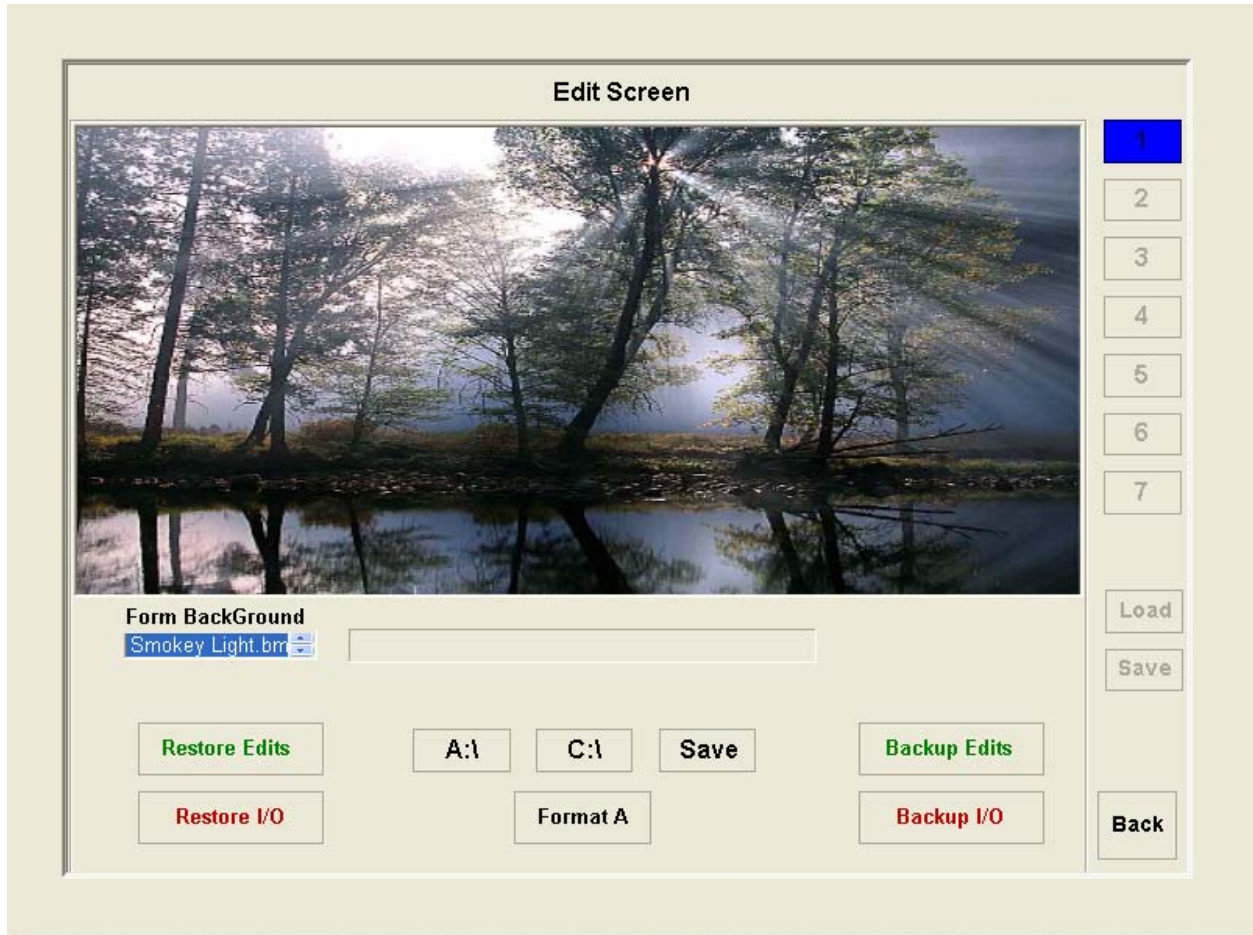 Edit Screen
1
2
3
4
5
6
7
Form BackGround
Smokey Light.bm
Load
Save
Restore Edits
A:\
C:\
Save
Backup Edits
Restore I/O
Format A
Backup I/O
Back